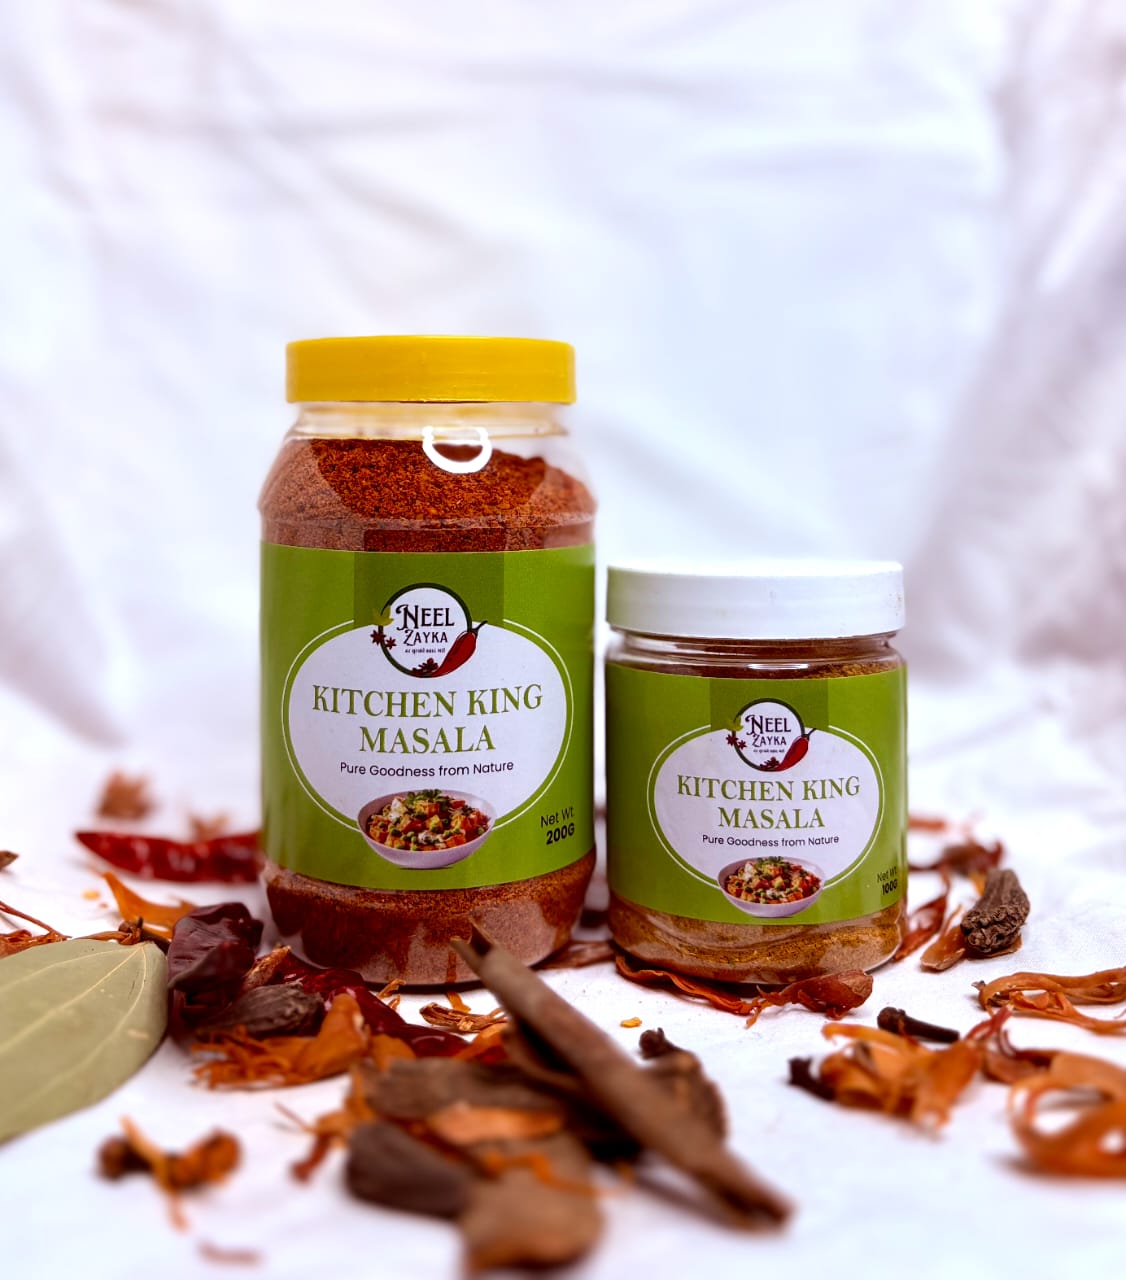 NEEL
ZAYKA
KITCHEN KING
MASALA
Pure Goodness from Nature
Net Wt.
200G
NEEL
ZAYKA
KITCHEN KING
MASALA
Pure Goodness from Nature
Net Wt.
100G